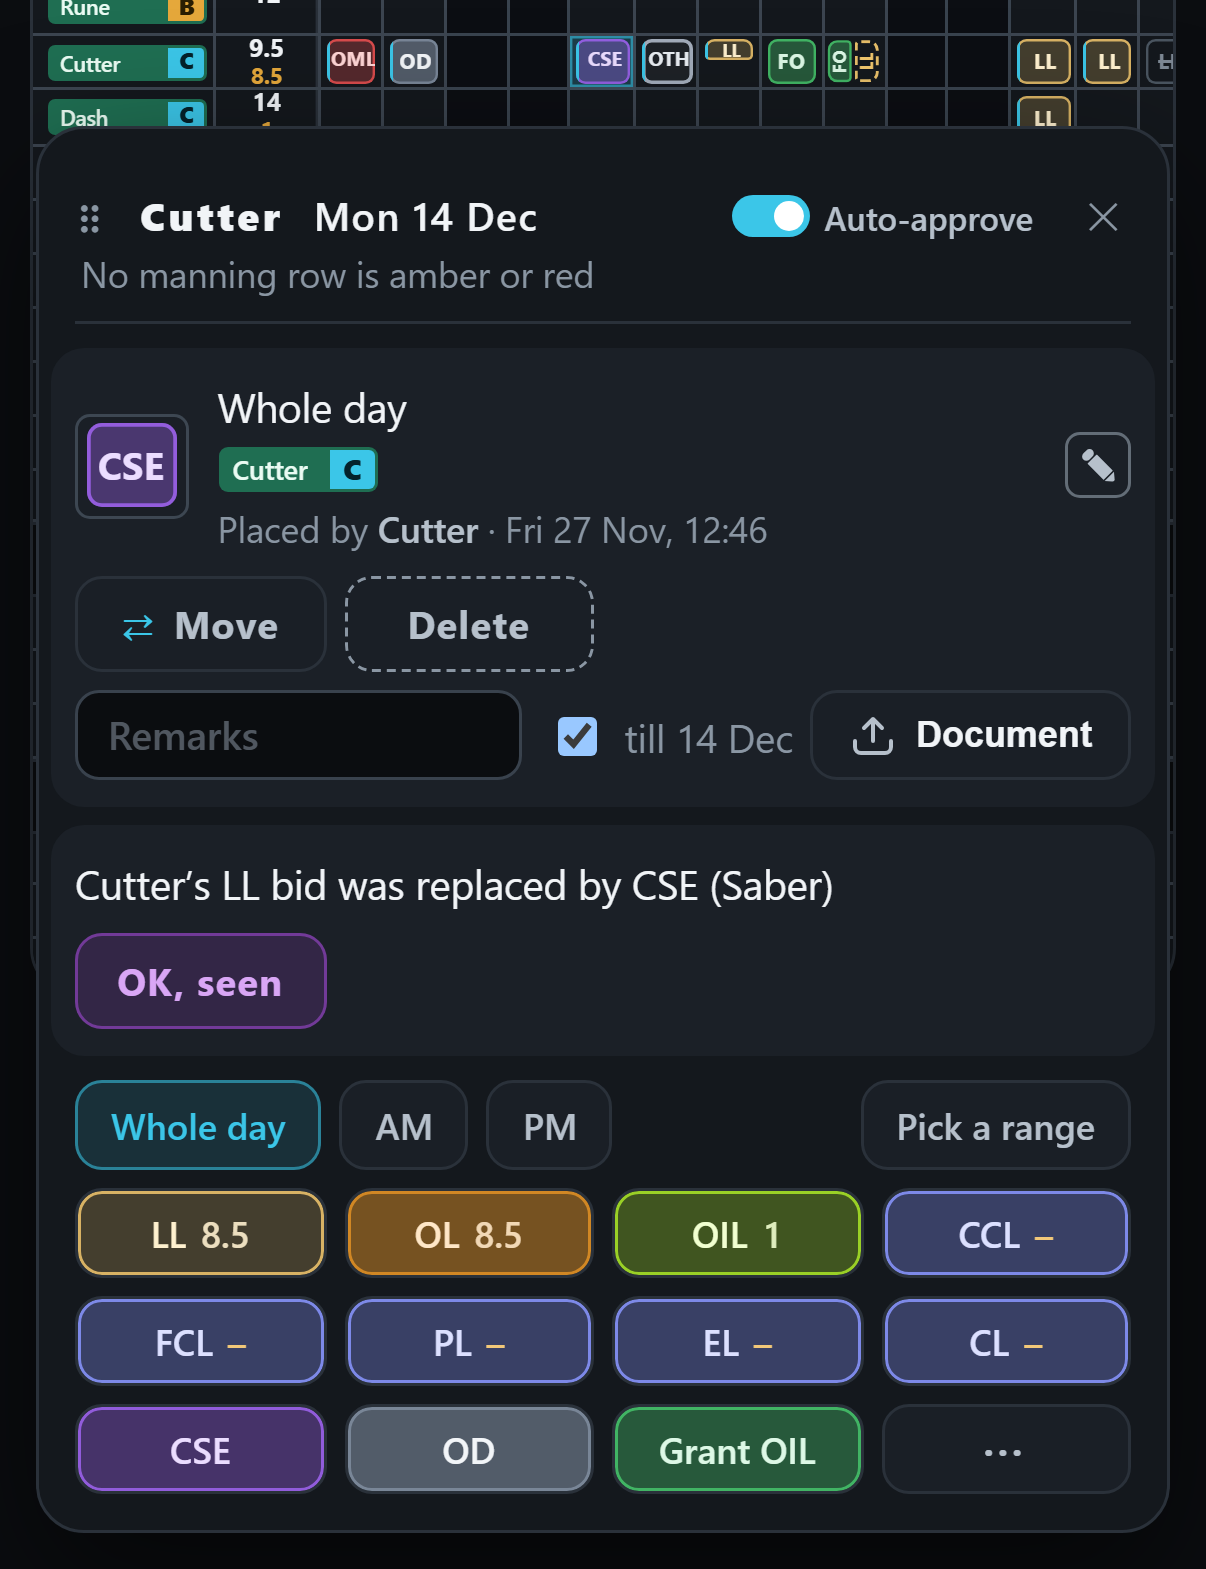 Rune B
Cutter C 9.5 OML OD CSE OTH LL FO FO LL LL
8.5
Dash C 14 LL
Cutter Mon 14 Dec Auto-approve
No manning row is amber or red
CSE
Whole day
Cutter C
Placed by Cutter · Fri 27 Nov, 12:46
Move Delete
Remarks till 14 Dec Document
Cutter’s LL bid was replaced by CSE (Saber)
OK, seen
Whole day AM PM Pick a range
LL 8.5 OL 8.5 OIL 1 CCL –
FCL – PL – EL – CL –
CSE OD Grant OIL ...